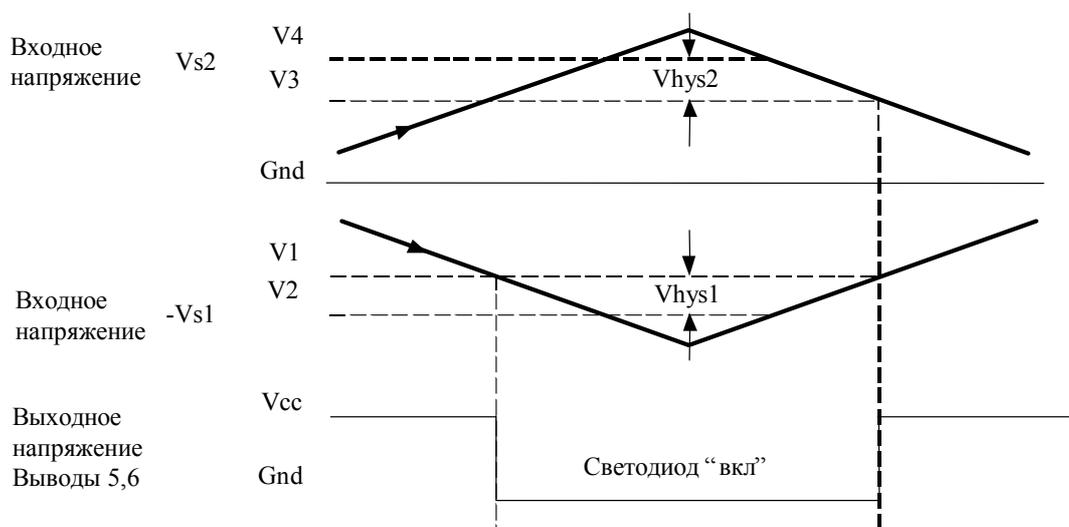 Входное
напряжение
Vs2
V4
V3
Vhys2
Gnd
V1
V2
Vhys1
Входное
напряжение
-Vs1
Vcc
Выходное
напряжение
Выводы 5,6
Gnd
Светодиод “ вкл”